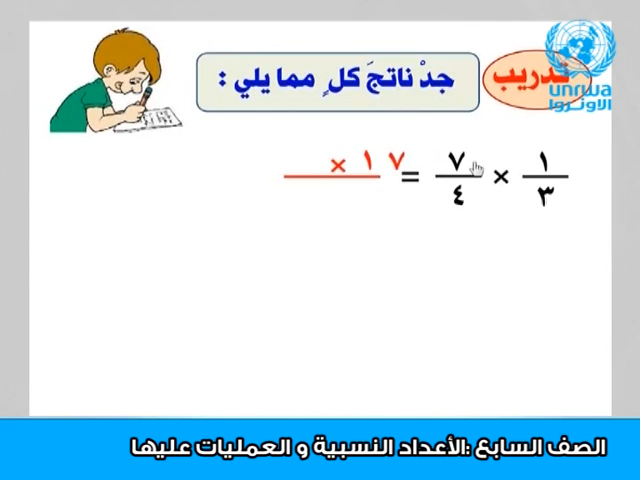 تدريب
جدْ ناتجَ كلٍ مما يلي :
unrwa
الاونروا
١/٣ × ٧/٤ = ٧ ١ ×
الصف السابع :الأعداد النسبية و العمليات عليها